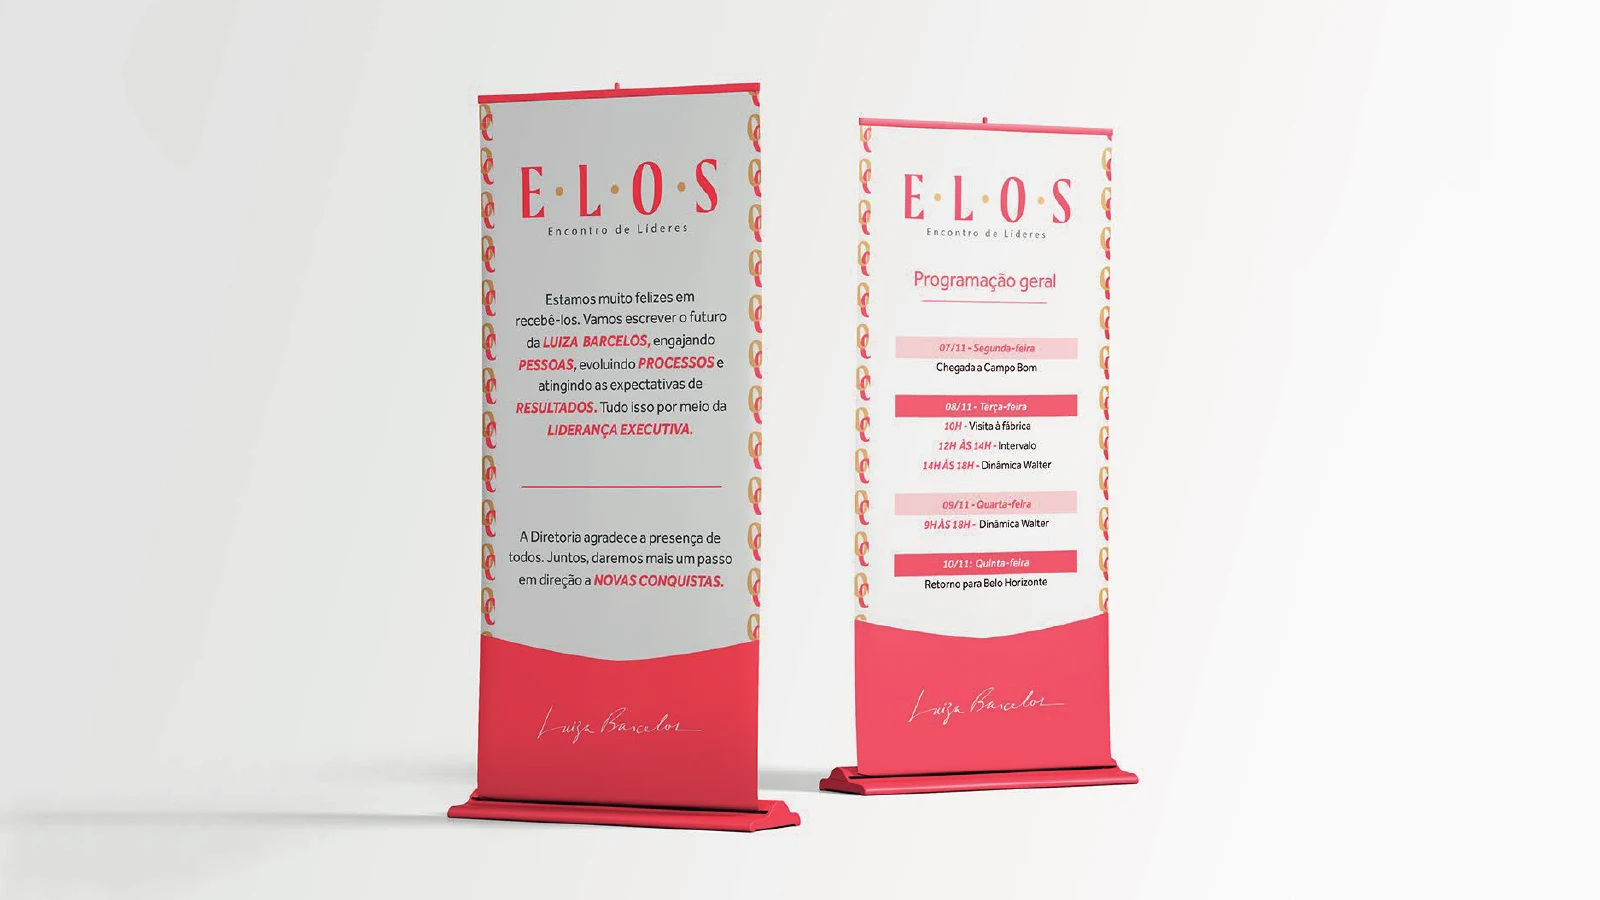 E·L·O·S
Encontro de Líderes
Estamos muito felizes em
recebê-los. Vamos escrever o futuro
da LUIZA BARCELOS, engajando
PESSOAS, evoluindo PROCESSOS e
atingindo as expectativas de
RESULTADOS. Tudo isso por meio da
LIDERANÇA EXECUTIVA.
A Diretoria agradece a presença de
todos. Juntos, daremos mais um passo
em direção a NOVAS CONQUISTAS.
Luiza Barcelos
E·L·O·S
Encontro de Líderes
Programação geral
07/11 - Segunda-feira
Chegada a Campo Bom
08/11 - Terça-feira
10H - Visita à fábrica
12H ÀS 14H - Intervalo
14H ÀS 18H - Dinâmica Walter
09/11 - Quarta-feira
9H ÀS 18H - Dinâmica Walter
10/11: Quinta-feira
Retorno para Belo Horizonte
Luiza Barcelos